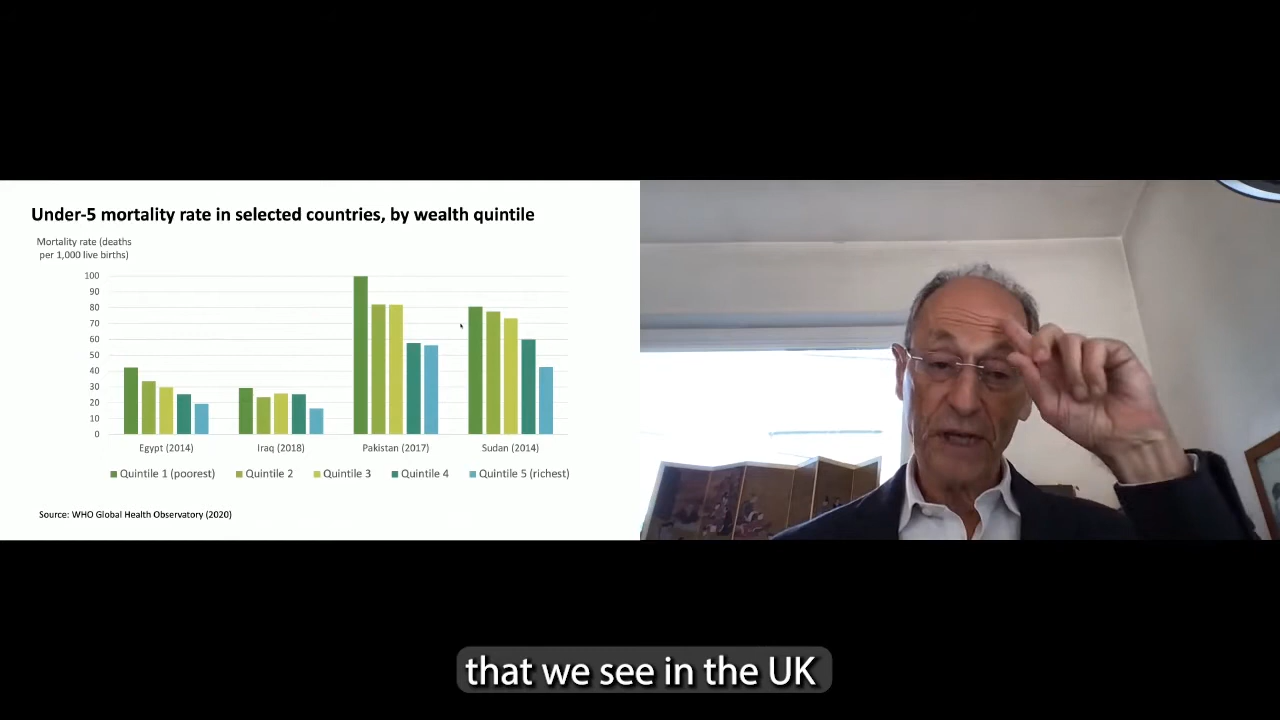 Under-5 mortality rate in selected countries, by wealth quintile
Mortality rate (deaths
per 1,000 live births)
100
90
80
70
60
50
40
30
20
10
0
Egypt (2014) Iraq (2018) Pakistan (2017) Sudan (2014)
Quintile 1 (poorest) Quintile 2 Quintile 3 Quintile 4 Quintile 5 (richest)
Source: WHO Global Health Observatory (2020)
that we see in the UK